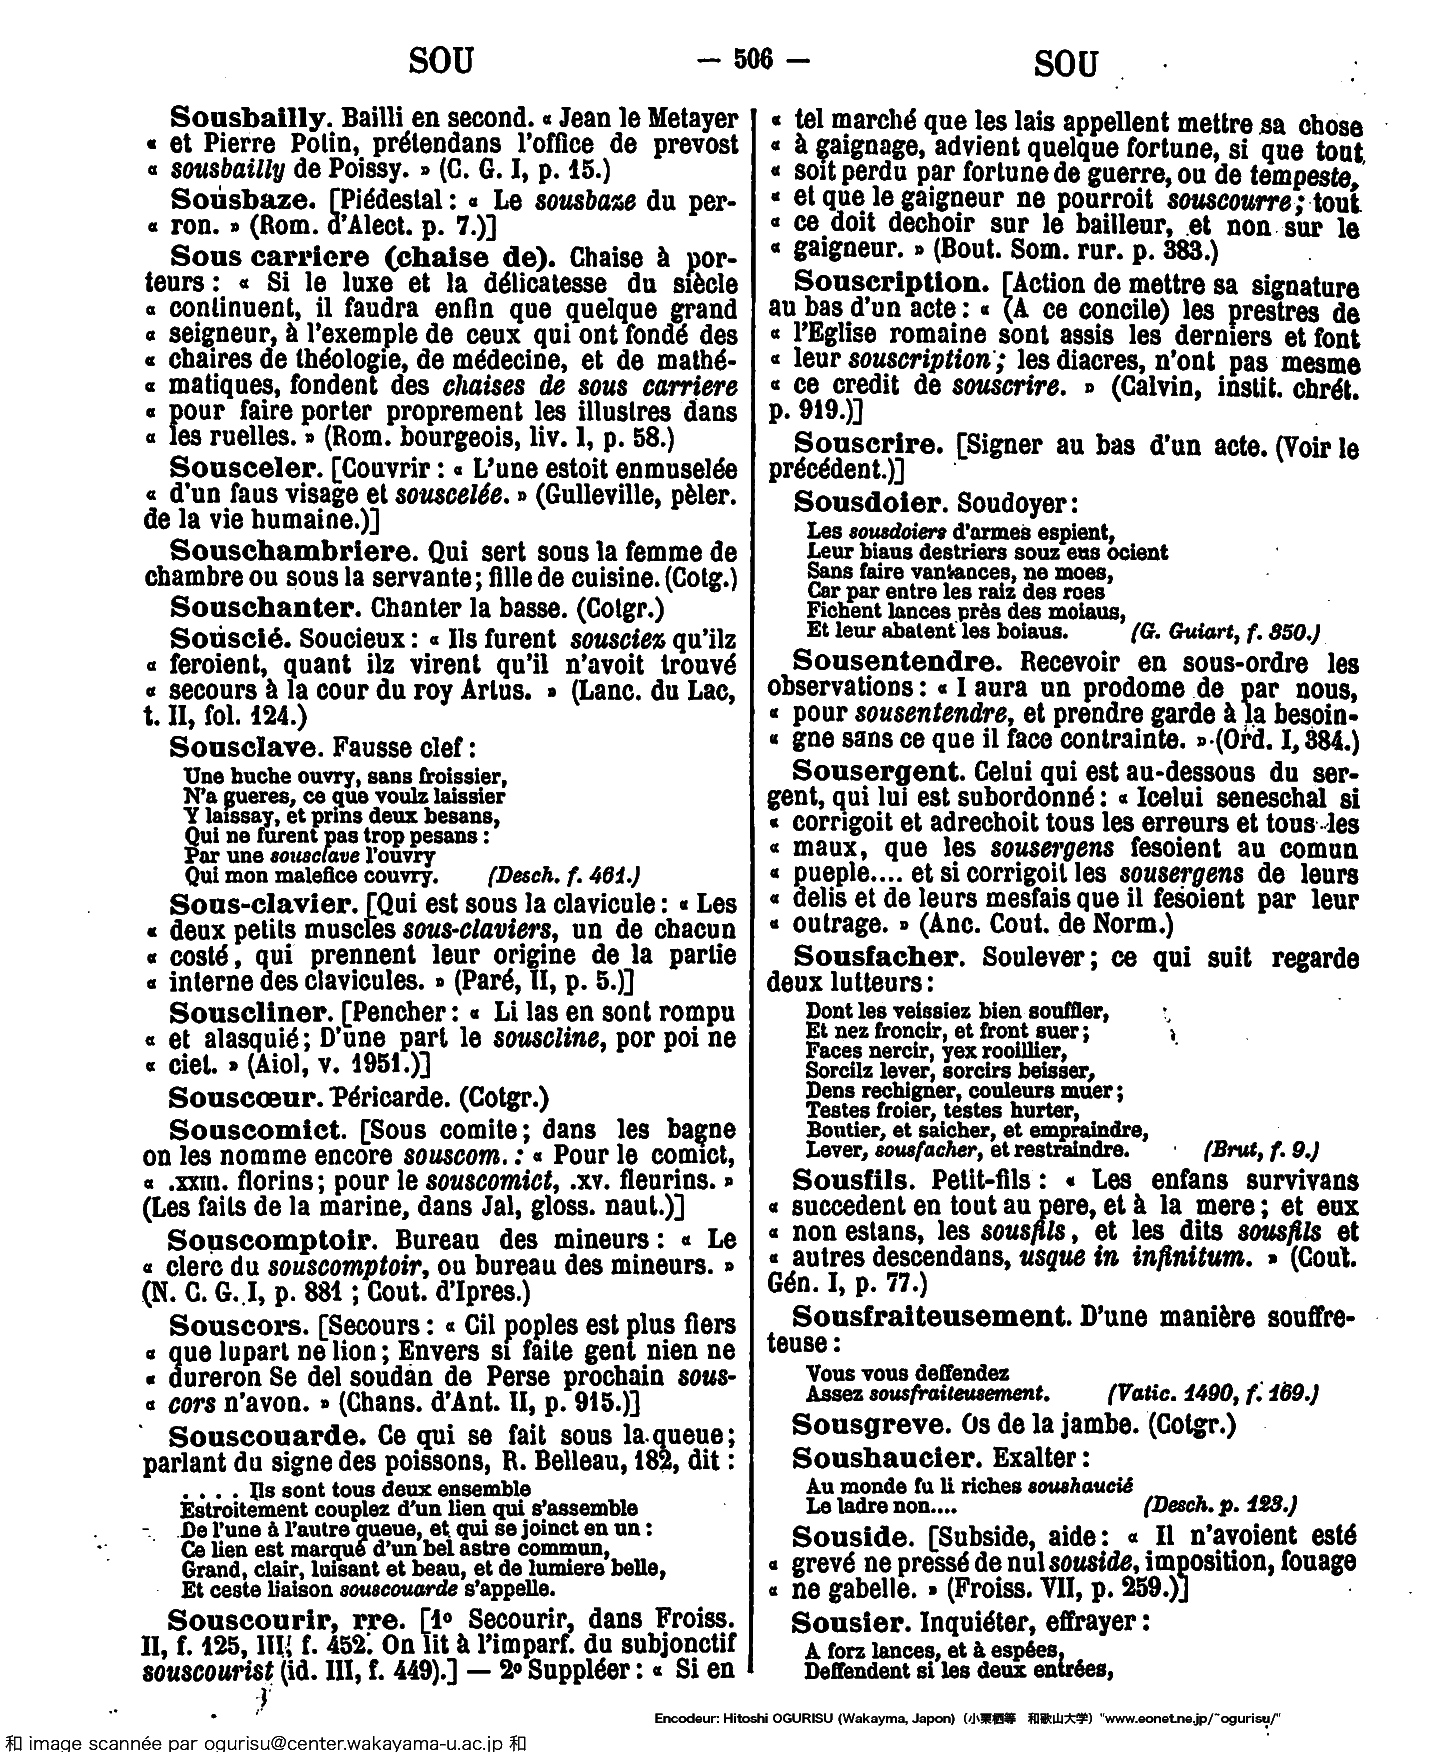 SOU
— 506 —
SOU
Sousbailly. Bailli en second. « Jean le Metayer
« et Pierre Potin, prétendans l'office de prevost
« sousbailly de Poissy. » (C. G. I, p. 15.)
Sousbaze. [Piédestal : « Le sousbaze du per-
« ron. » (Rom. d'Alect. p. 7.)]
Sous carriere (chaise de). Chaise à por-
teurs : « Si le luxe et la délicatesse du siècle
« continuent, il faudra enfin que quelque grand
« seigneur, à l'exemple de ceux qui ont fondé des
« chaires de théologie, de médecine, et de mathé-
« matiques, fondent des chaises de sous carriere
« pour faire porter proprement les illustres dans
« les ruelles. » (Rom. bourgeois, liv. I, p. 58.)
Sousceler. [Couvrir : « L'une estoit enmuselée
« d'un faus visage et souscelée. » (Gulleville, pèler.
de la vie humaine.)]
Souschambriere. Qui sert sous la femme de
chambre ou sous la servante ; fille de cuisine. (Cotg.)
Souschanter. Chanter la basse. (Cotgr.)
Souscié. Soucieux : « Ils furent sousciez qu'ilz
« feroient, quant ilz virent qu'il n'avoit trouvé
« secours à la cour du roy Artus. » (Lanc. du Lac,
t. II, fol. 124.)
Sousclave. Fausse clef :
Une huche ouvry, sans froissier,
N'a gueres, ce que voulz laissier
Y laissay, et prins deux besans,
Qui ne furent pas trop pesans :
Par une sousclave l'ouvry
Qui mon malefice couvry. (Desch. f. 461.)
Sous-clavier. [Qui est sous la clavicule : « Les
« deux petits muscles sous-claviers, un de chacun
« costé, qui prennent leur origine de la partie
« interne des clavicules. » (Paré, II, p. 5.)]
Souscliner. [Pencher : « Li las en sont rompu
« et alasquié ; D'une part le souscline, por poi ne
« ciet. » (Aiol, v. 1951.)]
Souscœur. Péricarde. (Cotgr.)
Souscomict. [Sous comite ; dans les bagne
on les nomme encore souscom. : « Pour le comict,
« .xxiii. florins ; pour le souscomict, .xv. fleurins. »
(Les faits de la marine, dans Jal, gloss. naut.)]
Souscomptoir. Bureau des mineurs : « Le
« clerc du souscomptoir, ou bureau des mineurs. »
(N. C. G. I, p. 881 ; Cout. d'Ipres.)
Souscors. [Secours : « Cil poples est plus fiers
« que lupart ne lion ; Envers si faite gent nien ne
« dureron Se del soudan de Perse prochain sous-
« cors n'avon. » (Chans. d'Ant. II, p. 915.)]
Souscouarde. Ce qui se fait sous la queue ;
parlant du signe des poissons, R. Belleau, 182, dit :
. . . . Ils sont tous deux ensemble
Estroitement couplez d'un lien qui s'assemble
De l'une à l'autre queue, et qui se joinct en un :
Ce lien est marqué d'un bel astre commun,
Grand, clair, luisant et beau, et de lumiere belle,
Et ceste liaison souscouarde s'appelle.
Souscourir, rre. [1º Secourir, dans Froiss.
II, f. 125, III, f. 452. On lit à l'imparf. du subjonctif
souscourist (id. III, f. 449).] — 2º Suppléer : « Si en
« tel marché que les lais appellent mettre sa chose
« à gaignage, advient quelque fortune, si que tout
« soit perdu par fortune de guerre, ou de tempeste,
« et que le gaigneur ne pourroit souscourre ; tout
« ce doit dechoir sur le bailleur, et non sur le
« gaigneur. » (Bout. Som. rur. p. 383.)
Souscription. [Action de mettre sa signature
au bas d'un acte : « (A ce concile) les prestres de
« l'Eglise romaine sont assis les derniers et font
« leur souscription ; les diacres, n'ont pas mesme
« ce credit de souscrire. » (Calvin, instit. chrét.
p. 919.)]
Souscrire. [Signer au bas d'un acte. (Voir le
précédent.)]
Sousdoier. Soudoyer :
Les sousdoiers d'armes espient,
Leur biaus destriers souz eus ocient
Sans faire vantances, ne moes,
Car par entre les raiz des roes
Fichent lances près des moiaus,
Et leur abatent les boiaus. (G. Guiart, f. 350.)
Sousentendre. Recevoir en sous-ordre les
observations : « I aura un prodome de par nous,
« pour sousentendre, et prendre garde à la besoin-
« gne sans ce que il face contrainte. » (Ord. I, 384.)
Sousergent. Celui qui est au-dessous du ser-
gent, qui lui est subordonné : « Icelui seneschal si
« corrigoit et adrechoit tous les erreurs et tous les
« maux, que les sousergens fesoient au comun
« pueple.... et si corrigoit les sousergens de leurs
« delis et de leurs mesfais que il fesoient par leur
« outrage. » (Anc. Cout. de Norm.)
Sousfacher. Soulever ; ce qui suit regarde
deux lutteurs :
Dont les veissiez bien souffler,
Et nez froncir, et front suer ;
Faces nercir, yex rooillier,
Sorcilz lever, sorcirs beisser,
Dens rechigner, couleurs muer ;
Testes froier, testes hurter,
Boutier, et saicher, et empraindre,
Lever, sousfacher, et restraindre. (Brut, f. 9.)
Sousfils. Petit-fils : « Les enfans survivans
« succedent en tout au pere, et à la mere ; et eux
« non estans, les sousfils, et les dits sousfils et
« autres descendans, usque in infinitum. » (Cout.
Gén. I, p. 77.)
Sousfraiteusement. D'une manière souffre-
teuse :
Vous vous deffendez
Assez sousfraiteusement. (Vatic. 1490, f. 169.)
Sousgreve. Os de la jambe. (Cotgr.)
Soushaucier. Exalter :
Au monde fu li riches soushaucié
Le ladre non.... (Desch. p. 123.)
Souside. [Subside, aide : « Il n'avoient esté
« grevé ne pressé de nul souside, imposition, fouage
« ne gabelle. » (Froiss. VII, p. 259.)]
Sousier. Inquiéter, effrayer :
A forz lances, et à espées,
Deffendent si les deux entrées,
Encodeur: Hitoshi OGURISU (Wakayma, Japon) (小栗栖等 和歌山大学) "www.eonet.ne.jp/~ogurisu/"
和 image scannée par ogurisu@center.wakayama-u.ac.jp 和